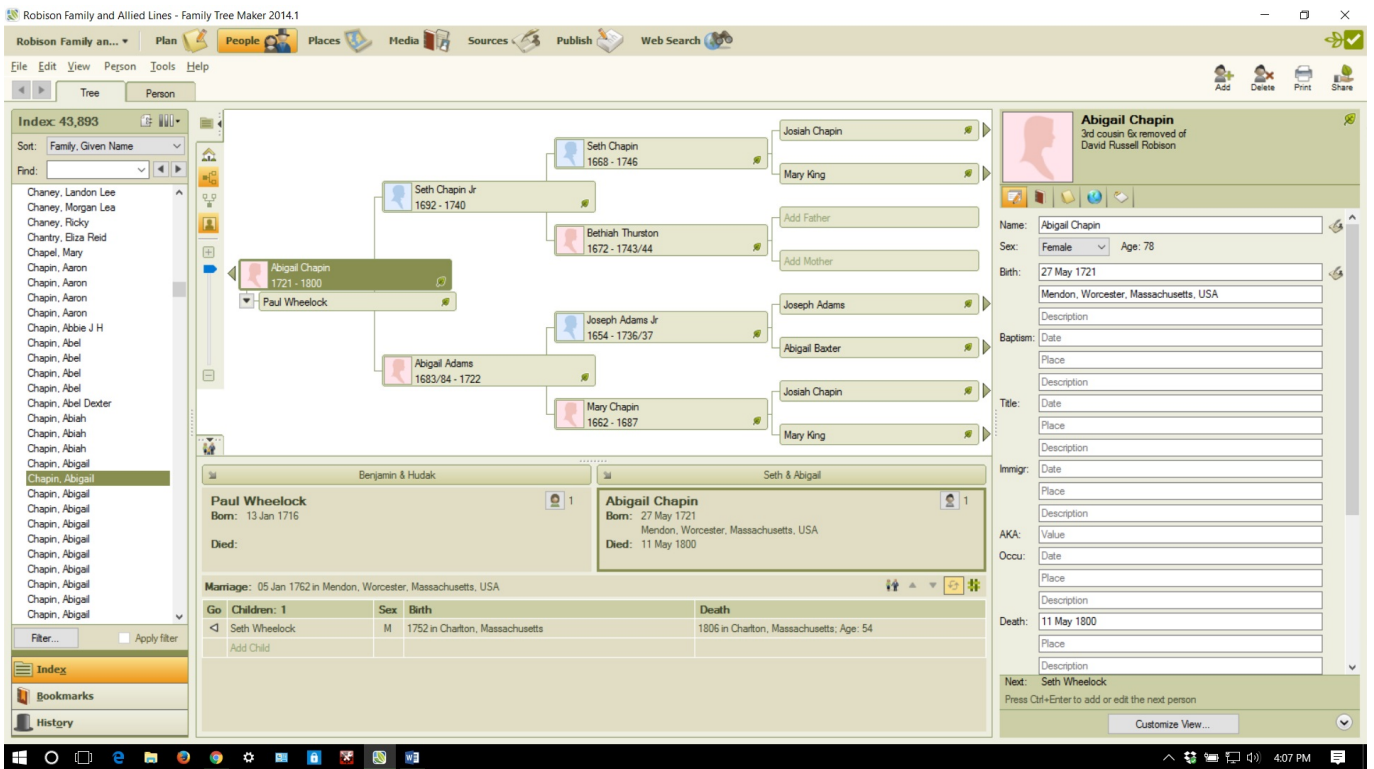 Robison Family and Allied Lines - Family Tree Maker 2014.1
Robison Family an... Plan People Places Media Sources Publish Web Search
File Edit View Person Tools Help
Add Delete Print Share
Tree Person
Index: 43,893
Sort: Family, Given Name
Find:
Chaney, Landon Lee
Chaney, Morgan Lea
Chaney, Ricky
Chantry, Eliza Reid
Chapel, Mary
Chapin, Aaron
Chapin, Aaron
Chapin, Aaron
Chapin, Aaron
Chapin, Abbie J H
Chapin, Abel
Chapin, Abel
Chapin, Abel
Chapin, Abel
Chapin, Abel Dexter
Chapin, Abiah
Chapin, Abiah
Chapin, Abiah
Chapin, Abigail
Chapin, Abigail
Chapin, Abigail
Chapin, Abigail
Chapin, Abigail
Chapin, Abigail
Chapin, Abigail
Chapin, Abigail
Chapin, Abigail
Chapin, Abigail
Chapin, Abigail
Filter... Apply filter
Index
Bookmarks
History
Abigail Chapin
1721 - 1800
Paul Wheelock
Seth Chapin Jr
1692 - 1740
Abigail Adams
1683/84 - 1722
Seth Chapin
1668 - 1746
Bethiah Thurston
1672 - 1743/44
Joseph Adams Jr
1654 - 1736/37
Mary Chapin
1662 - 1687
Josiah Chapin
Mary King
Add Father
Add Mother
Joseph Adams
Abigail Baxter
Josiah Chapin
Mary King
Benjamin & Hudak
Seth & Abigail
Paul Wheelock
1
Born: 13 Jan 1716
Died:
Abigail Chapin
1
Born: 27 May 1721
Mendon, Worcester, Massachusetts, USA
Died: 11 May 1800
Marriage: 05 Jan 1762 in Mendon, Worcester, Massachusetts, USA
Go Children: 1 Sex Birth Death
Seth Wheelock M 1752 in Charlton, Massachusetts 1806 in Charlton, Massachusetts; Age: 54
Add Child
Abigail Chapin
3rd cousin 6x removed of
David Russell Robison
Name: Abigail Chapin
Sex: Female Age: 78
Birth: 27 May 1721
Mendon, Worcester, Massachusetts, USA
Description
Baptism: Date
Place
Description
Title: Date
Place
Description
Immigr: Date
Place
Description
AKA: Value
Occu: Date
Place
Description
Death: 11 May 1800
Place
Description
Next: Seth Wheelock
Press Ctrl+Enter to add or edit the next person
Customize View...
4:07 PM